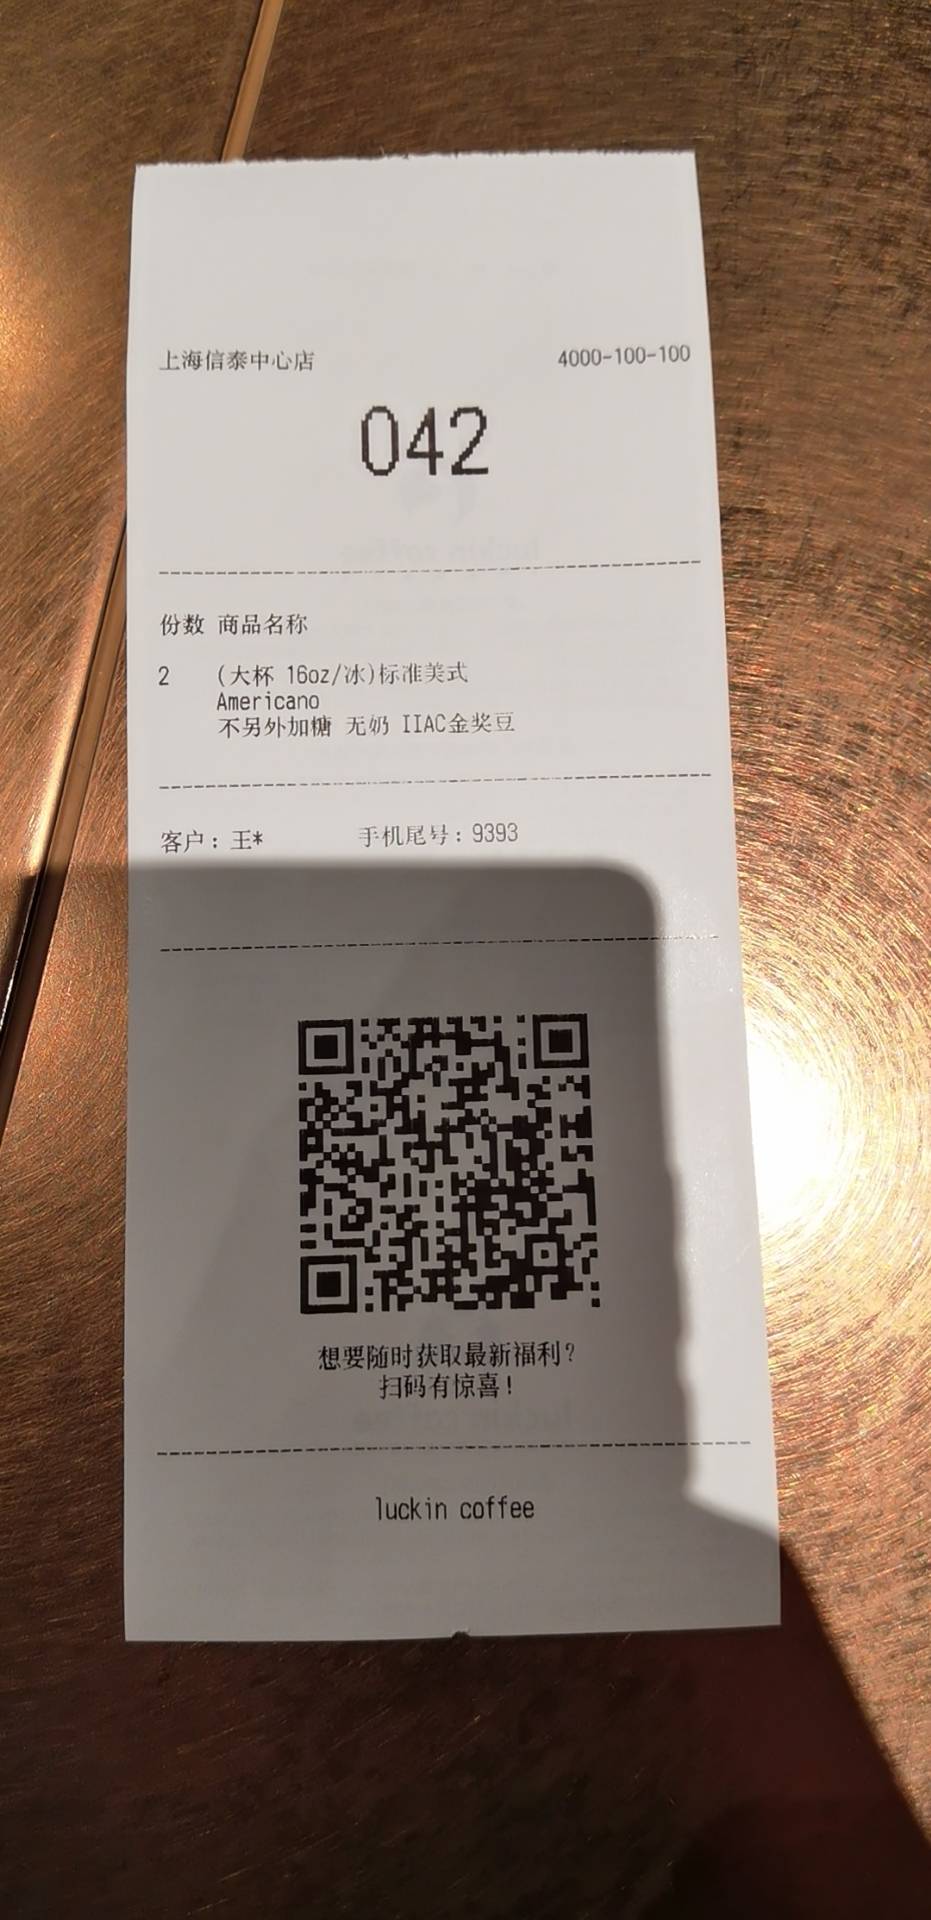 上海信泰中心店 4000-100-100
042
份数 商品名称
2 (大杯 16oz/冰)标准美式
Americano
不另外加糖 无奶 IIAC金奖豆
客户: 王* 手机尾号: 9393
想要随时获取最新福利?
扫码有惊喜!
luckin coffee